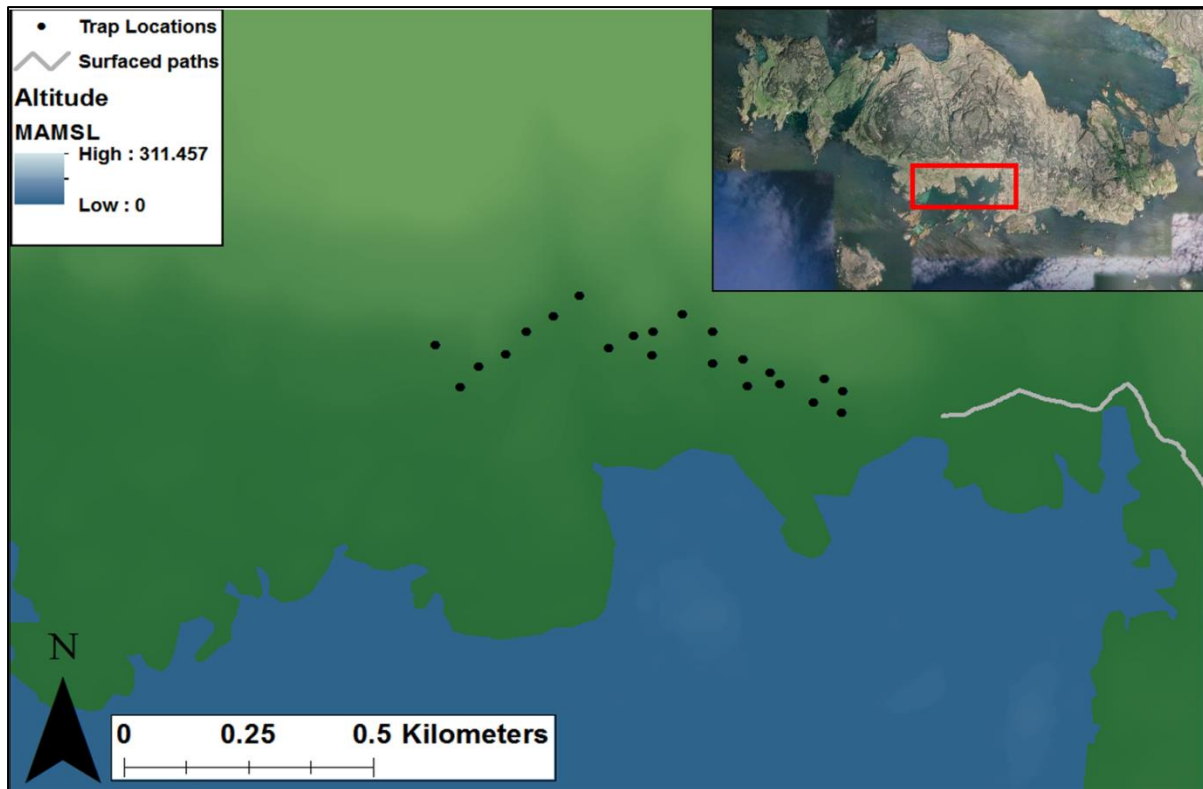 Trap Locations
Surfaced paths
Altitude
MAMSL
High : 311.457
Low : 0
N
0 0.25 0.5 Kilometers